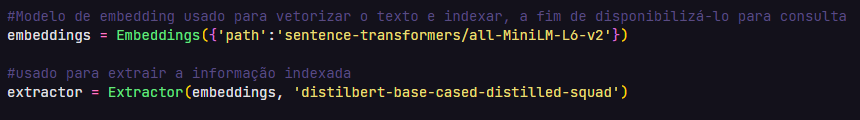 #Modelo de embedding usado para vetorizar o texto e indexar, a fim de disponibilizá-lo para consulta
embeddings = Embeddings({'path':'sentence-transformers/all-MiniLM-L6-v2'})
#usado para extrair a informação indexada
extractor = Extractor(embeddings, 'distilbert-base-cased-distilled-squad')